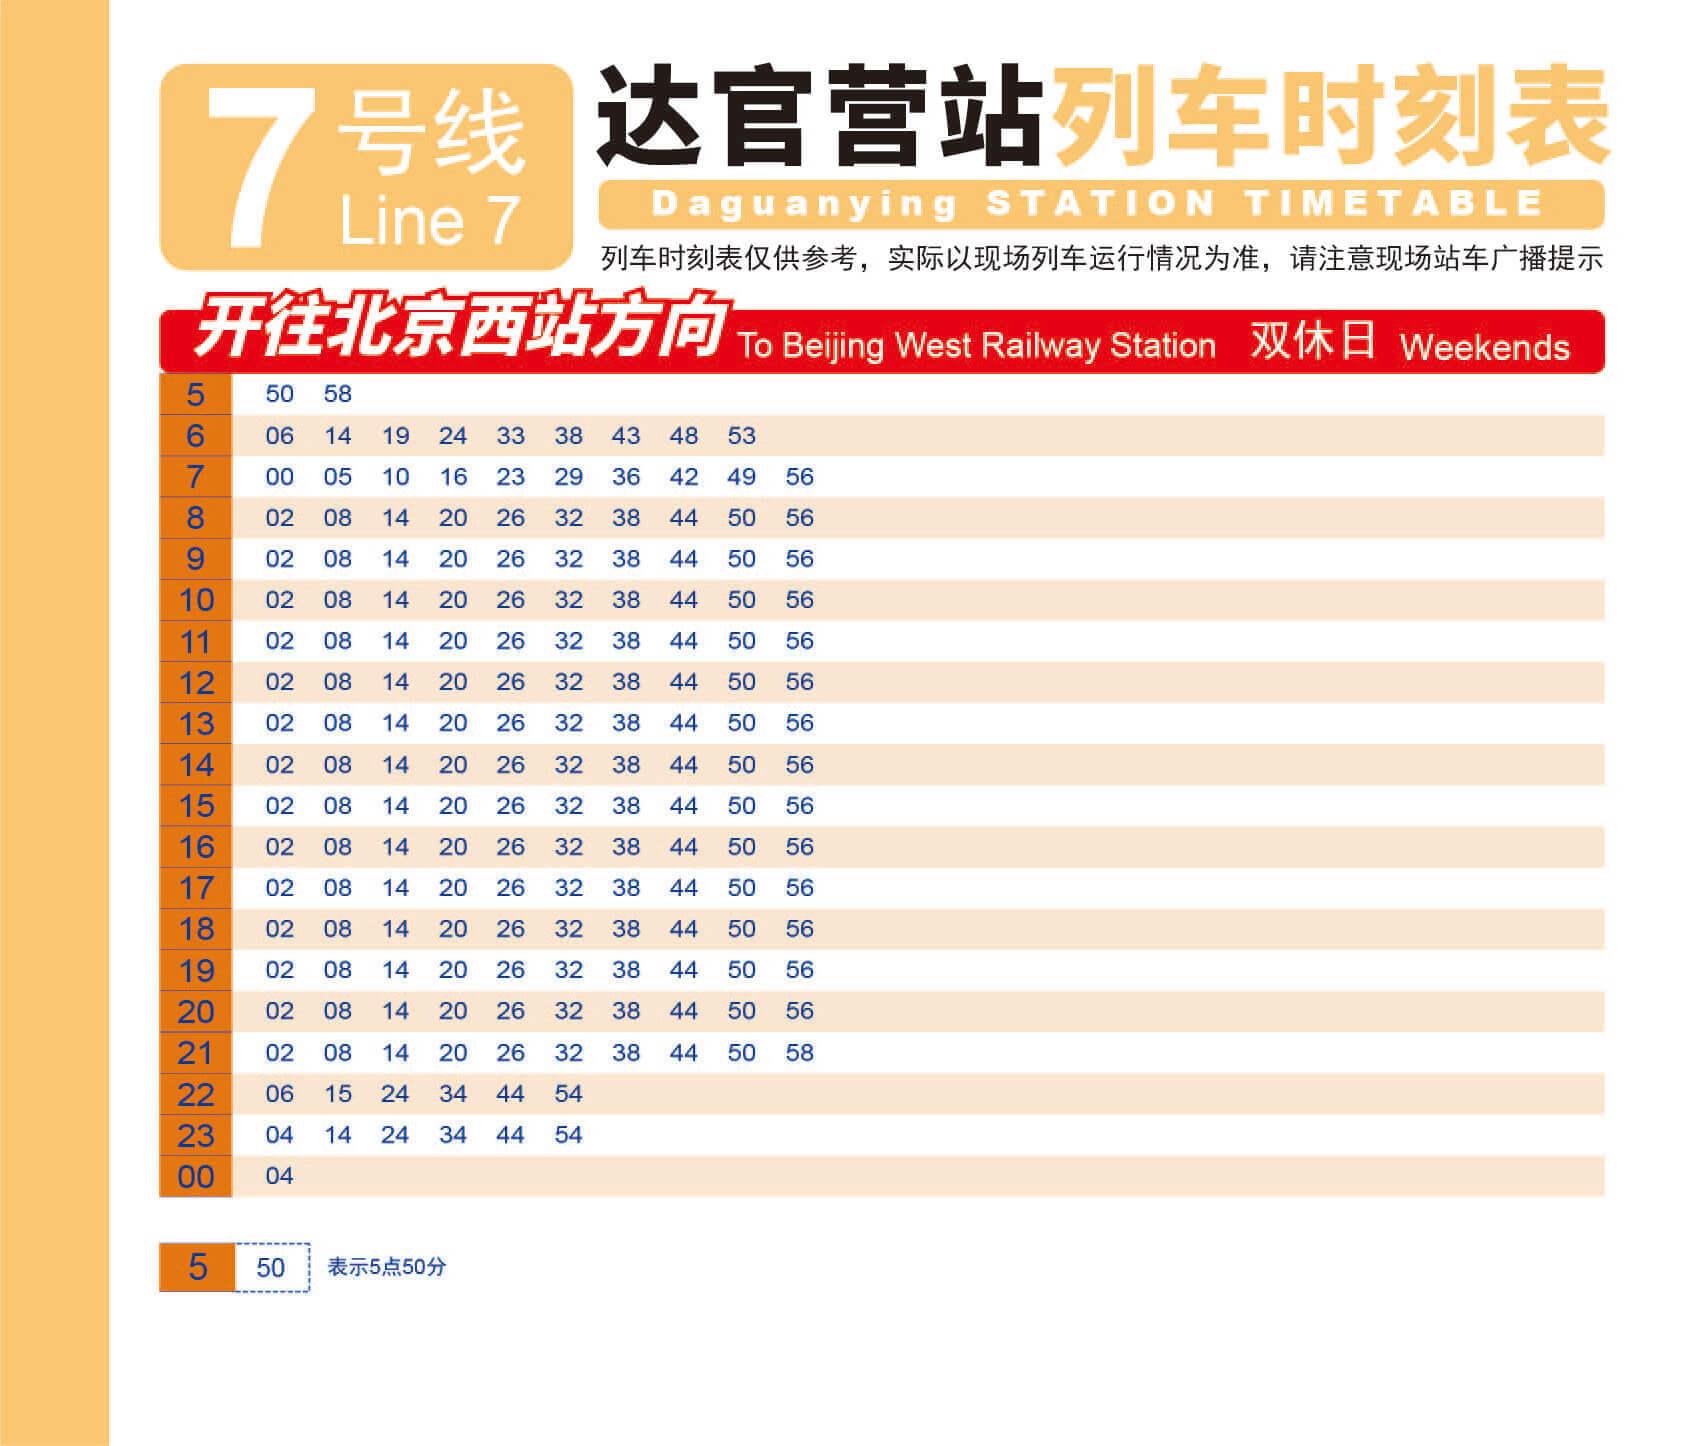 7号线
Line 7
达官营站列车时刻表
Daguanying STATION TIMETABLE
列车时刻表仅供参考，实际以现场列车运行情况为准，请注意现场站车广播提示
开往北京西站方向 To Beijing West Railway Station 双休日 Weekends
5 50 58
6 06 14 19 24 33 38 43 48 53
7 00 05 10 16 23 29 36 42 49 56
8 02 08 14 20 26 32 38 44 50 56
9 02 08 14 20 26 32 38 44 50 56
10 02 08 14 20 26 32 38 44 50 56
11 02 08 14 20 26 32 38 44 50 56
12 02 08 14 20 26 32 38 44 50 56
13 02 08 14 20 26 32 38 44 50 56
14 02 08 14 20 26 32 38 44 50 56
15 02 08 14 20 26 32 38 44 50 56
16 02 08 14 20 26 32 38 44 50 56
17 02 08 14 20 26 32 38 44 50 56
18 02 08 14 20 26 32 38 44 50 56
19 02 08 14 20 26 32 38 44 50 56
20 02 08 14 20 26 32 38 44 50 56
21 02 08 14 20 26 32 38 44 50 58
22 06 15 24 34 44 54
23 04 14 24 34 44 54
00 04
5 50 表示5点50分